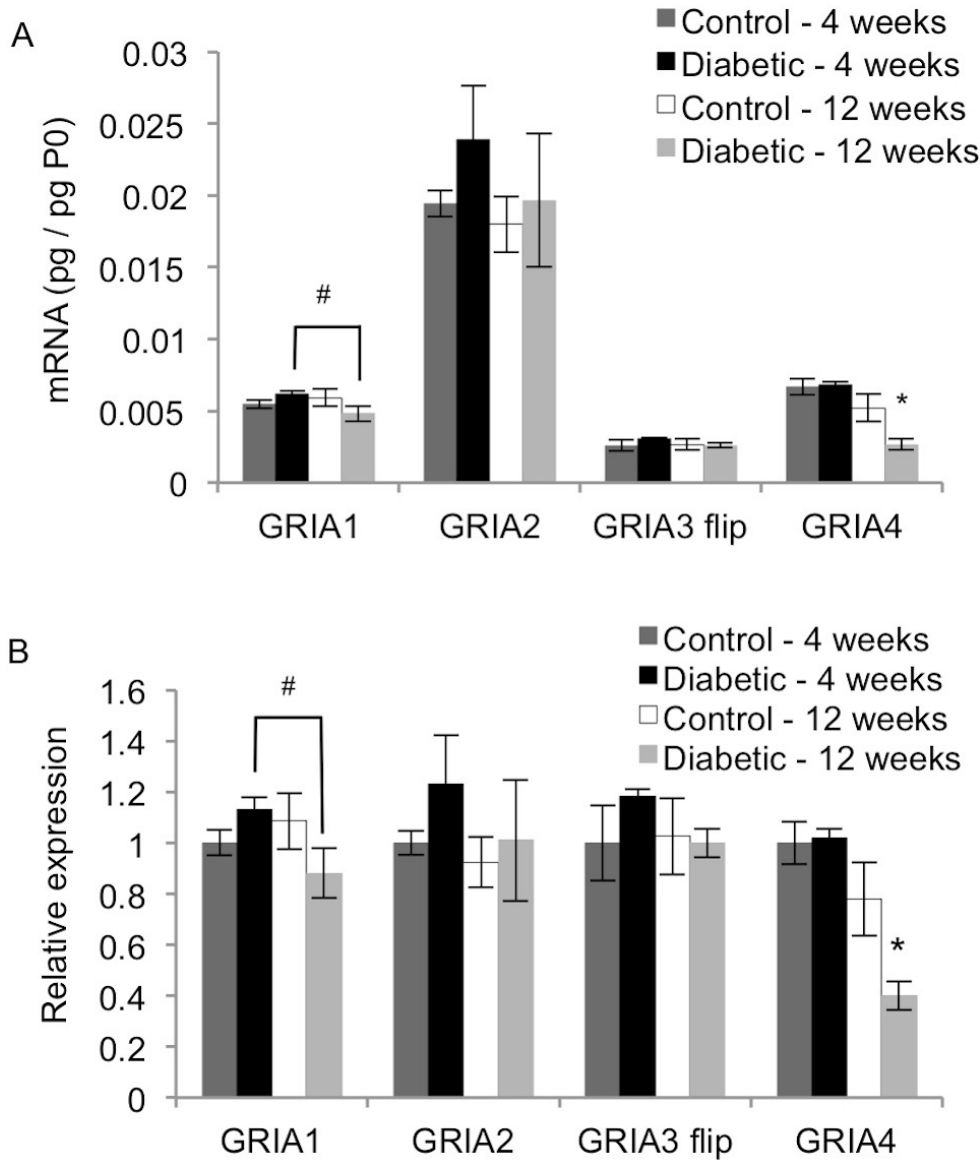 A
Control - 4 weeks
Diabetic - 4 weeks
Control - 12 weeks
Diabetic - 12 weeks
mRNA (pg / pg P0)
0.03
0.025
0.02
0.015
0.01
0.005
0
#
*
GRIA1 GRIA2 GRIA3 flip GRIA4
B
Control - 4 weeks
Diabetic - 4 weeks
Control - 12 weeks
Diabetic - 12 weeks
Relative expression
1.6
1.4
1.2
1
0.8
0.6
0.4
0.2
0
#
*
GRIA1 GRIA2 GRIA3 flip GRIA4